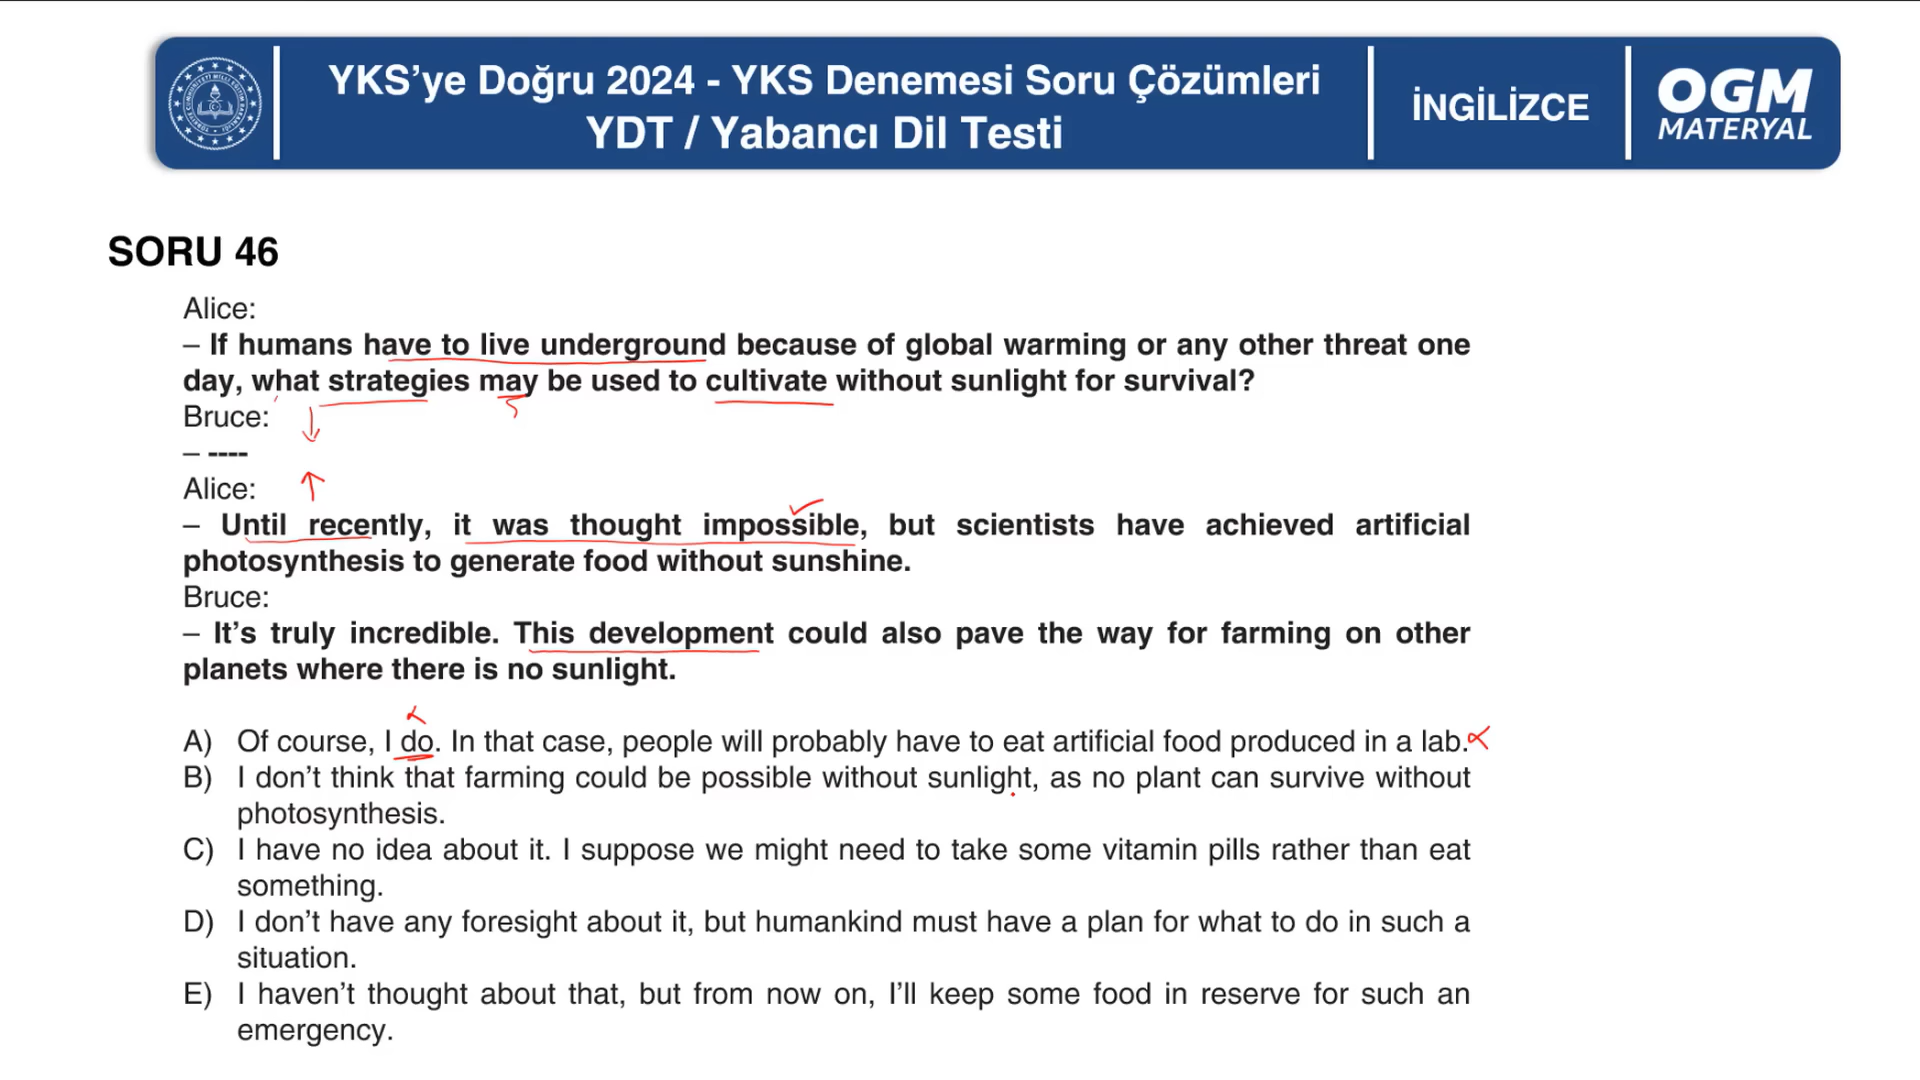 YKS'ye Doğru 2024 - YKS Denemesi Soru Çözümleri
YDT / Yabancı Dil Testi
İNGİLİZCE
OGM
MATERYAL
SORU 46
Alice:
– If humans have to live underground because of global warming or any other threat one
day, what strategies may be used to cultivate without sunlight for survival?
Bruce:
– ----
Alice:
– Until recently, it was thought impossible, but scientists have achieved artificial
photosynthesis to generate food without sunshine.
Bruce:
– It's truly incredible. This development could also pave the way for farming on other
planets where there is no sunlight.
A) Of course, I do. In that case, people will probably have to eat artificial food produced in a lab.
B) I don't think that farming could be possible without sunlight, as no plant can survive without
photosynthesis.
C) I have no idea about it. I suppose we might need to take some vitamin pills rather than eat
something.
D) I don't have any foresight about it, but humankind must have a plan for what to do in such a
situation.
E) I haven't thought about that, but from now on, I'll keep some food in reserve for such an
emergency.